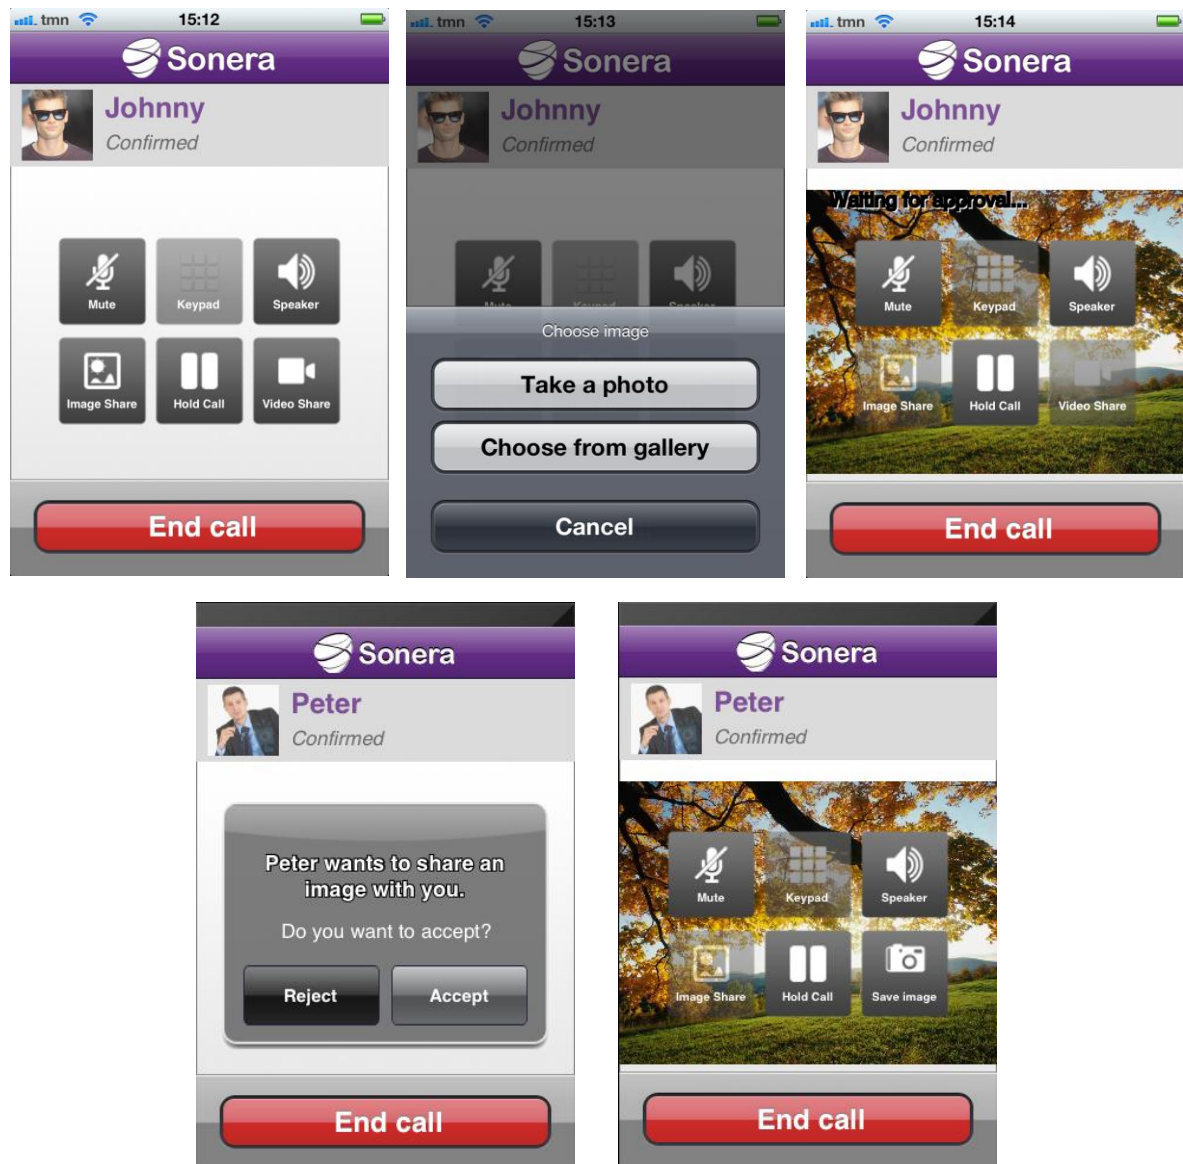 tmn 15:12
Sonera
Johnny
Confirmed
Mute Keypad Speaker
Image Share Hold Call Video Share
End call
tmn 15:13
Sonera
Johnny
Confirmed
Mute Keypad Speaker
Choose image
Take a photo
Choose from gallery
Cancel
tmn 15:14
Sonera
Johnny
Confirmed
Waiting for approval...
Mute Keypad Speaker
Image Share Hold Call Video Share
End call
Sonera
Peter
Confirmed
Peter wants to share an
image with you.
Do you want to accept?
Reject Accept
End call
Sonera
Peter
Confirmed
Mute Keypad Speaker
Image Share Hold Call Save image
End call